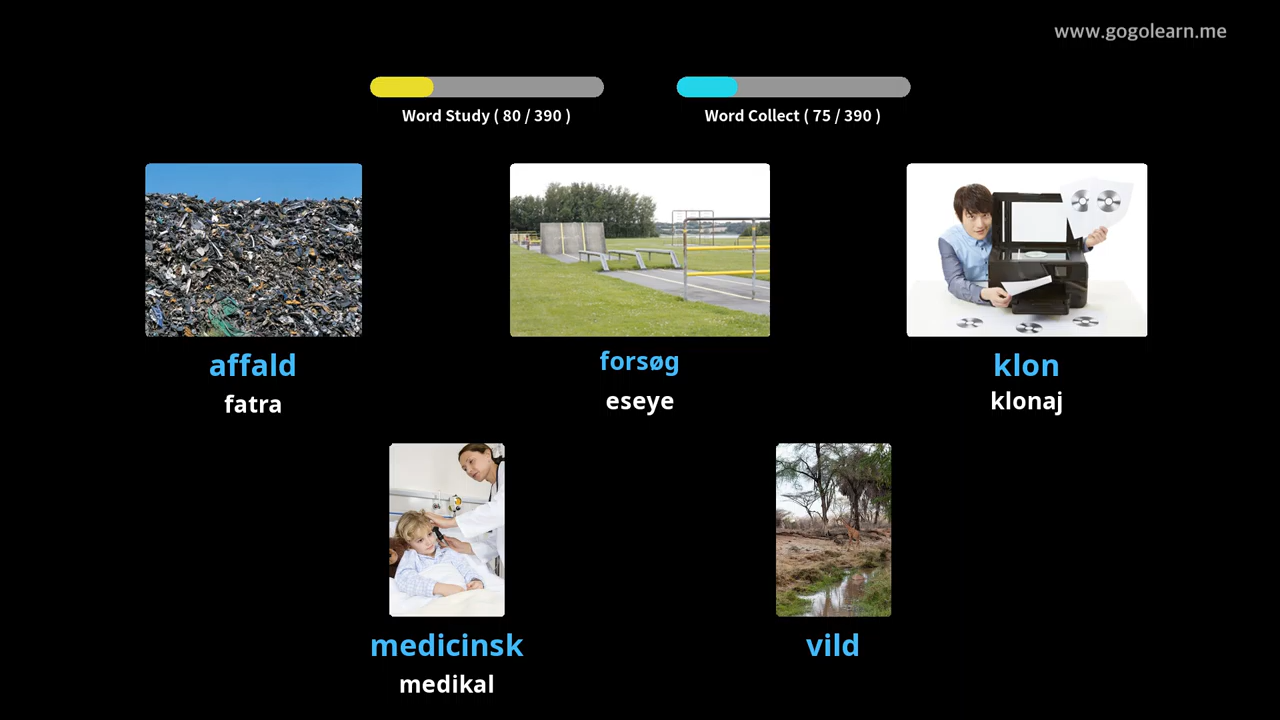 www.gogolearn.me
Word Study ( 80 / 390 )
Word Collect ( 75 / 390 )
affald
fatra
forsøg
eseye
klon
klonaj
medicinsk
medikal
vild